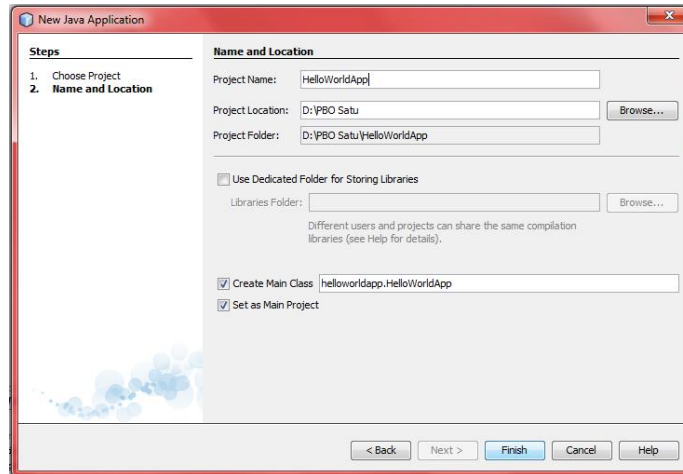 New Java Application
Steps
1. Choose Project
2. Name and Location
Name and Location
Project Name: HelloWorldApp
Project Location: D:\PBO Satu Browse...
Project Folder: D:\PBO Satu\HelloWorldApp
Use Dedicated Folder for Storing Libraries
Libraries Folder: Browse...
Different users and projects can share the same compilation
libraries (see Help for details).
Create Main Class helloworldapp.HelloWorldApp
Set as Main Project
< Back Next > Finish Cancel Help